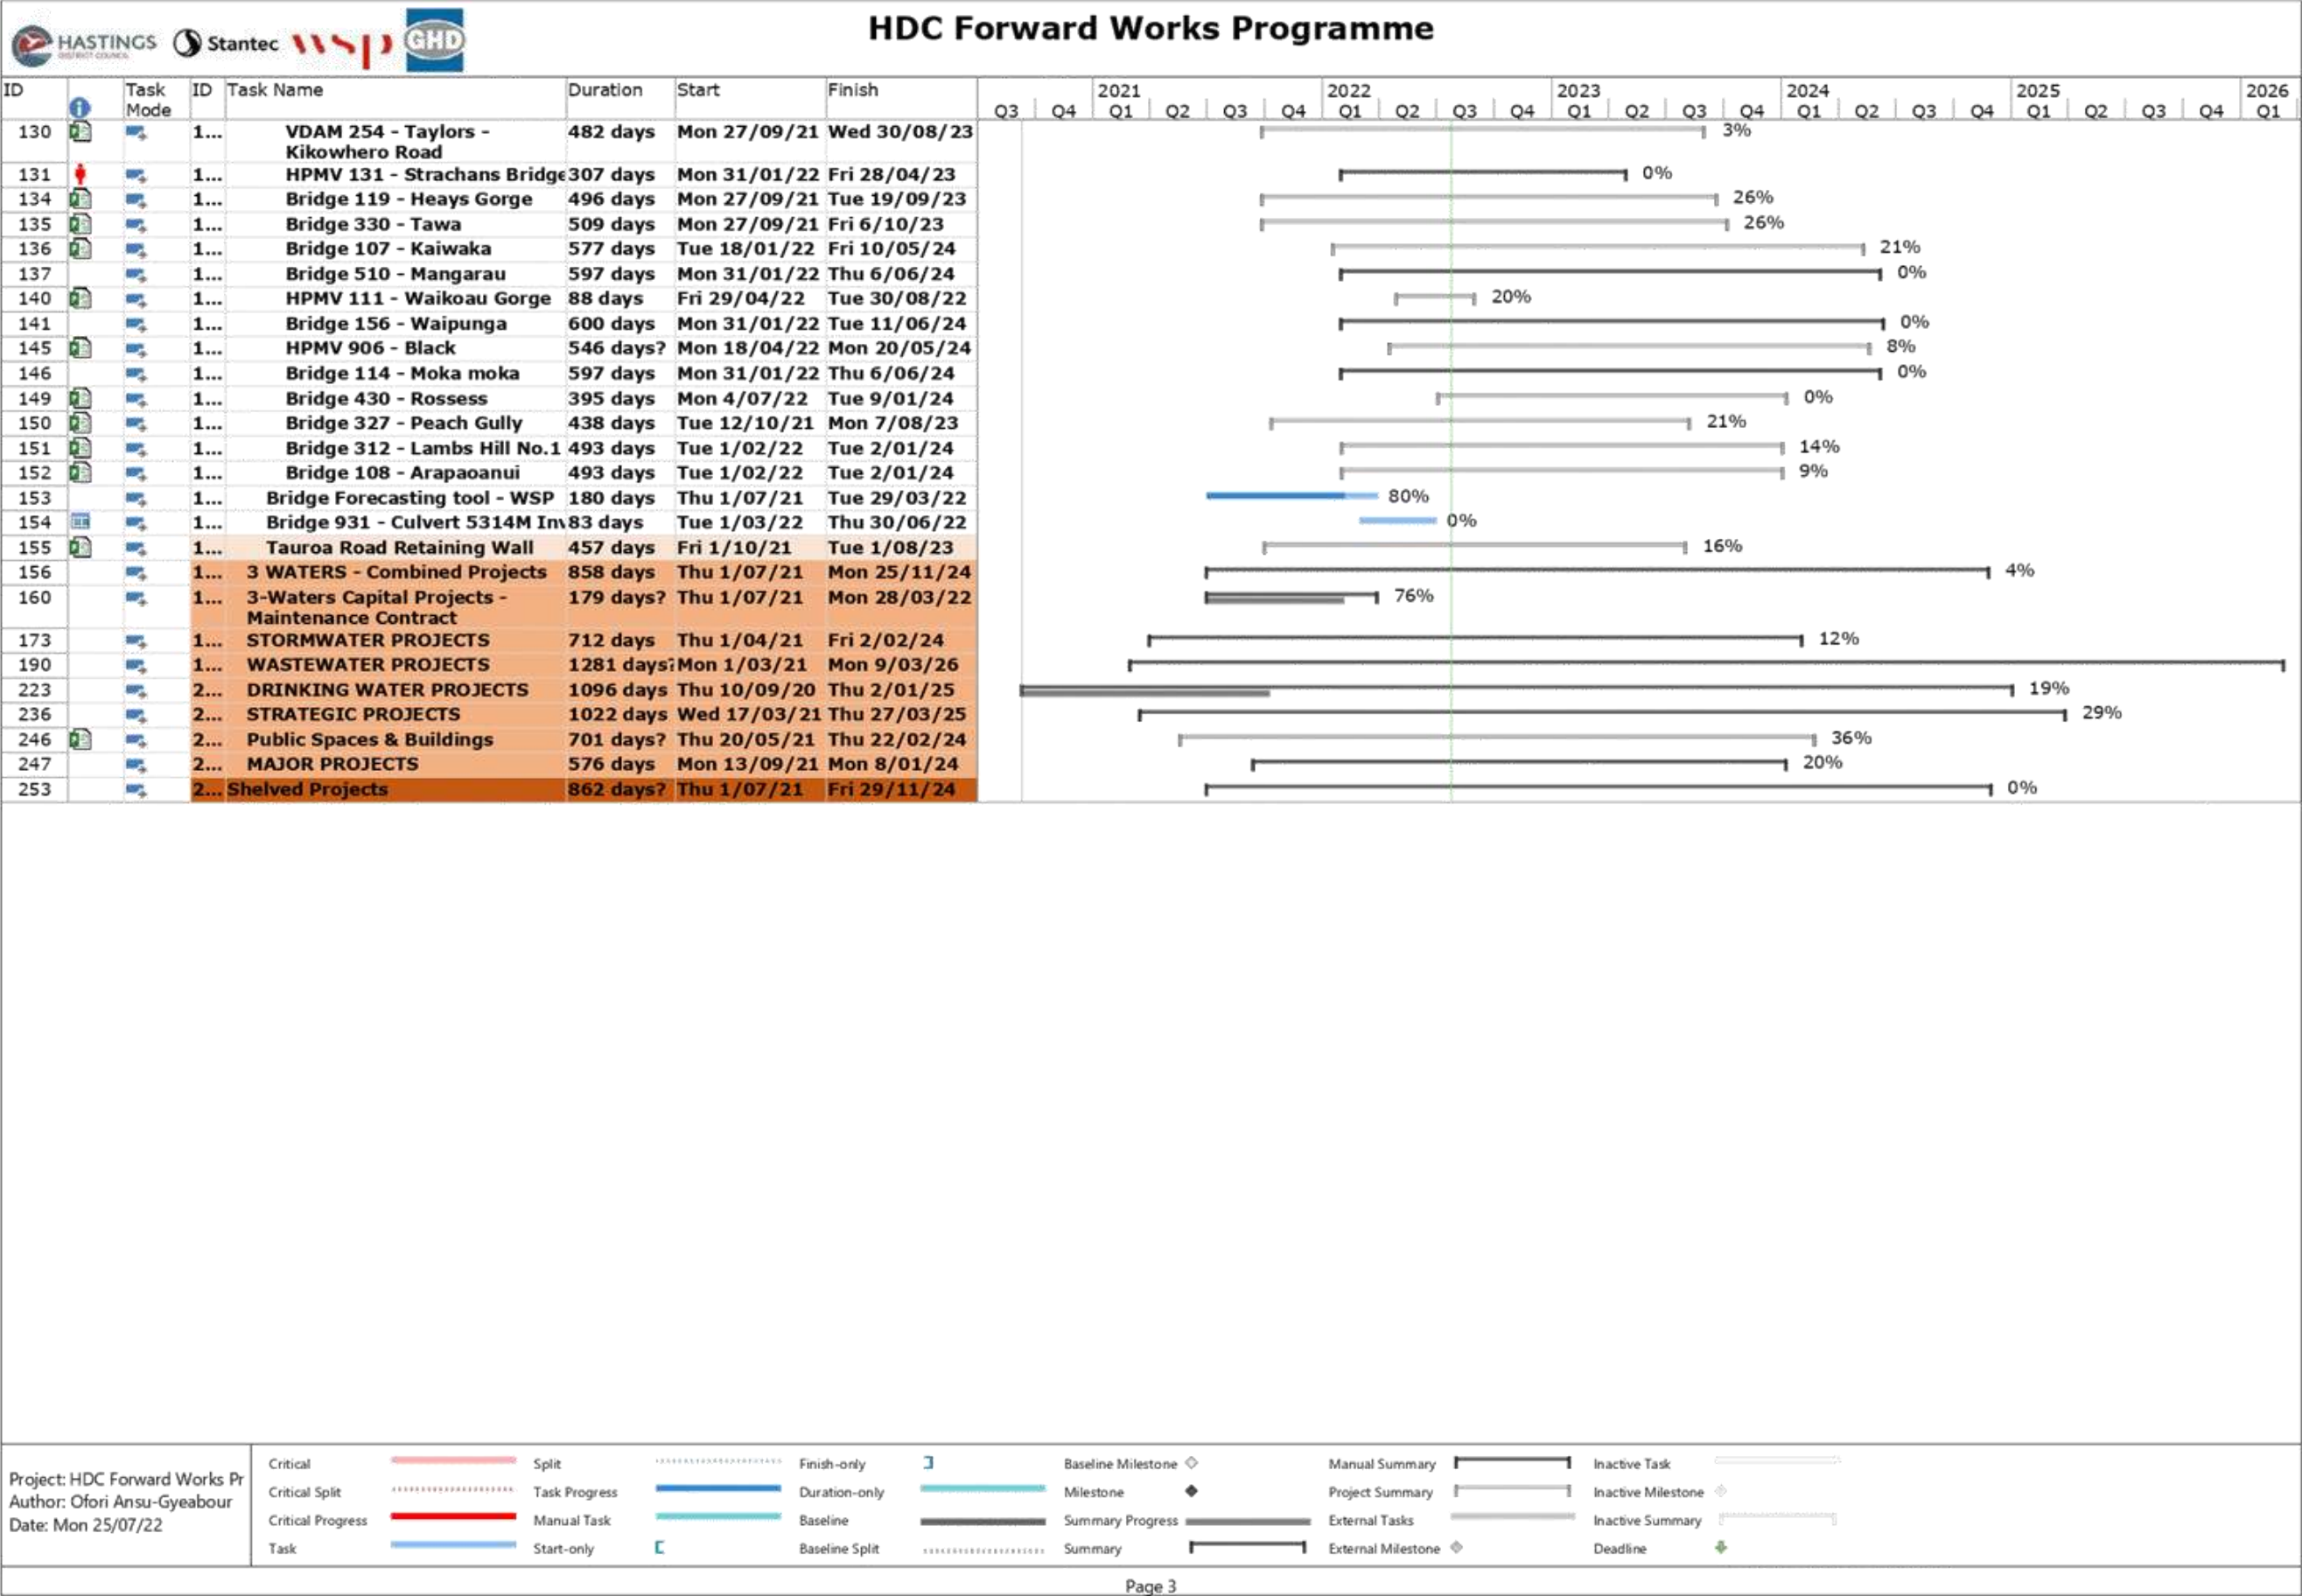 HDC Forward Works Programme
HASTINGS
DISTRICT COUNCIL
Stantec
wsp
GHD
ID Task Mode ID Task Name Duration Start Finish
2021 2022 2023 2024 2025 2026
Q3 Q4 Q1 Q2 Q3 Q4 Q1 Q2 Q3 Q4 Q1 Q2 Q3 Q4 Q1 Q2 Q3 Q4 Q1 Q2 Q3 Q4 Q1
130 1... VDAM 254 - Taylors - 482 days Mon 27/09/21 Wed 30/08/23 3%
Kikowhero Road
131 1... HPMV 131 - Strachans Bridge 307 days Mon 31/01/22 Fri 28/04/23 0%
134 1... Bridge 119 - Heays Gorge 496 days Mon 27/09/21 Tue 19/09/23 26%
135 1... Bridge 330 - Tawa 509 days Mon 27/09/21 Fri 6/10/23 26%
136 1... Bridge 107 - Kaiwaka 577 days Tue 18/01/22 Fri 10/05/24 21%
137 1... Bridge 510 - Mangarau 597 days Mon 31/01/22 Thu 6/06/24 0%
140 1... HPMV 111 - Waikoau Gorge 88 days Fri 29/04/22 Tue 30/08/22 20%
141 1... Bridge 156 - Waipunga 600 days Mon 31/01/22 Tue 11/06/24 0%
145 1... HPMV 906 - Black 546 days? Mon 18/04/22 Mon 20/05/24 8%
146 1... Bridge 114 - Moka moka 597 days Mon 31/01/22 Thu 6/06/24 0%
149 1... Bridge 430 - Rossess 395 days Mon 4/07/22 Tue 9/01/24 0%
150 1... Bridge 327 - Peach Gully 438 days Tue 12/10/21 Mon 7/08/23 21%
151 1... Bridge 312 - Lambs Hill No.1 493 days Tue 1/02/22 Tue 2/01/24 14%
152 1... Bridge 108 - Arapaoanui 493 days Tue 1/02/22 Tue 2/01/24 9%
153 1... Bridge Forecasting tool - WSP 180 days Thu 1/07/21 Tue 29/03/22 80%
154 1... Bridge 931 - Culvert 5314M Inv 83 days Tue 1/03/22 Thu 30/06/22 0%
155 1... Tauroa Road Retaining Wall 457 days Fri 1/10/21 Tue 1/08/23 16%
156 1... 3 WATERS - Combined Projects 858 days Thu 1/07/21 Mon 25/11/24 4%
160 1... 3-Waters Capital Projects - 179 days? Thu 1/07/21 Mon 28/03/22 76%
Maintenance Contract
173 1... STORMWATER PROJECTS 712 days Thu 1/04/21 Fri 2/02/24 12%
190 1... WASTEWATER PROJECTS 1281 days? Mon 1/03/21 Mon 9/03/26
223 2... DRINKING WATER PROJECTS 1096 days Thu 10/09/20 Thu 2/01/25 19%
236 2... STRATEGIC PROJECTS 1022 days Wed 17/03/21 Thu 27/03/25 29%
246 2... Public Spaces & Buildings 701 days? Thu 20/05/21 Thu 22/02/24 36%
247 2... MAJOR PROJECTS 576 days Mon 13/09/21 Mon 8/01/24 20%
253 2... Shelved Projects 862 days? Thu 1/07/21 Fri 29/11/24 0%
Project: HDC Forward Works Pr
Author: Ofori Ansu-Gyeabour
Date: Mon 25/07/22
Critical Split Finish-only Baseline Milestone Manual Summary Inactive Task
Critical Split Task Progress Duration-only Milestone Project Summary Inactive Milestone
Critical Progress Manual Task Baseline Summary Progress External Tasks Inactive Summary
Task Start-only Baseline Split Summary External Milestone Deadline
Page 3